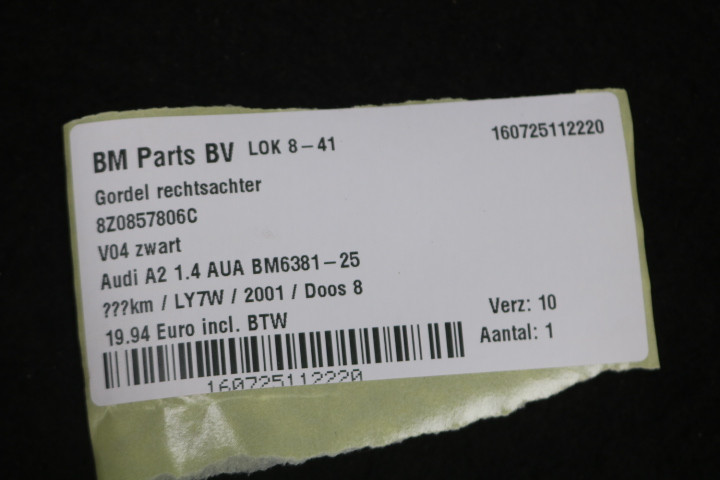 BM Parts BV LOK 8-41 160725112220
Gordel rechtsachter
8Z0857806C
V04 zwart
Audi A2 1.4 AUA BM6381-25
???km / LY7W / 2001 / Doos 8
19.94 Euro incl. BTW
Verz: 10
Aantal: 1
160725112220